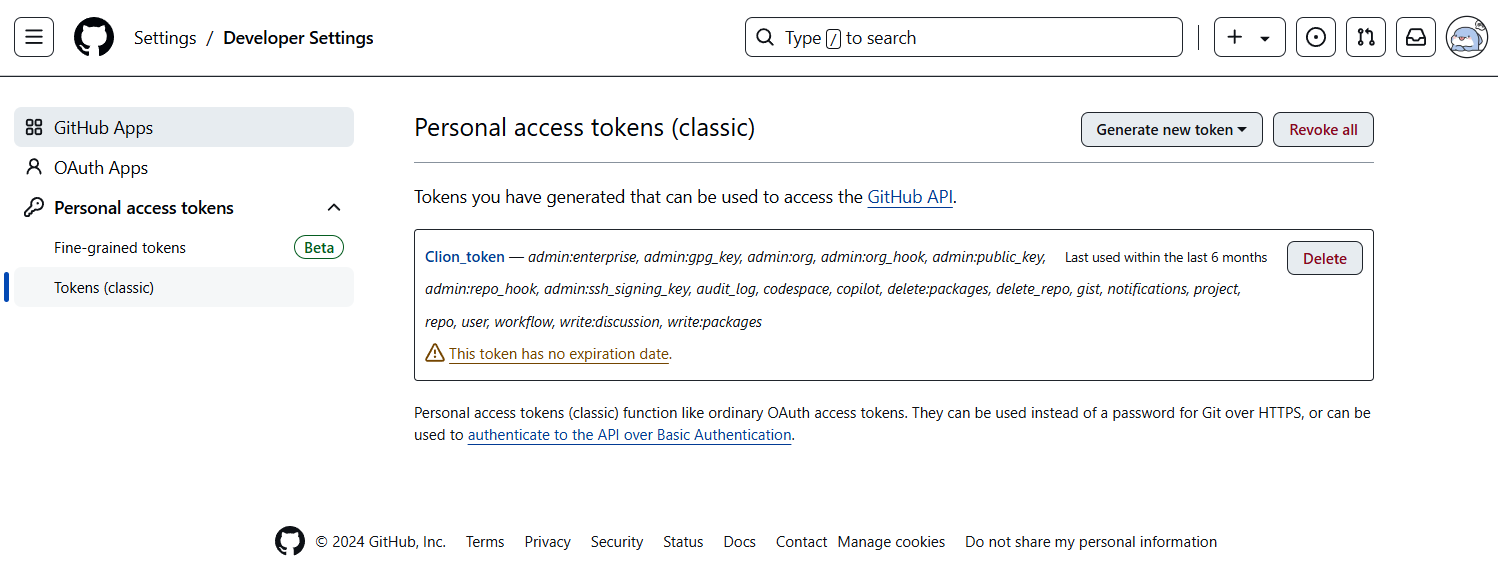 Settings / Developer Settings
Type / to search
GitHub Apps
OAuth Apps
Personal access tokens
Fine-grained tokens Beta
Tokens (classic)
Personal access tokens (classic)
Generate new token
Revoke all
Tokens you have generated that can be used to access the GitHub API.
Clion_token — admin:enterprise, admin:gpg_key, admin:org, admin:org_hook, admin:public_key,
admin:repo_hook, admin:ssh_signing_key, audit_log, codespace, copilot, delete:packages, delete_repo, gist, notifications, project,
repo, user, workflow, write:discussion, write:packages
Last used within the last 6 months
Delete
This token has no expiration date.
Personal access tokens (classic) function like ordinary OAuth access tokens. They can be used instead of a password for Git over HTTPS, or can be
used to authenticate to the API over Basic Authentication.
© 2024 GitHub, Inc. Terms Privacy Security Status Docs Contact Manage cookies Do not share my personal information